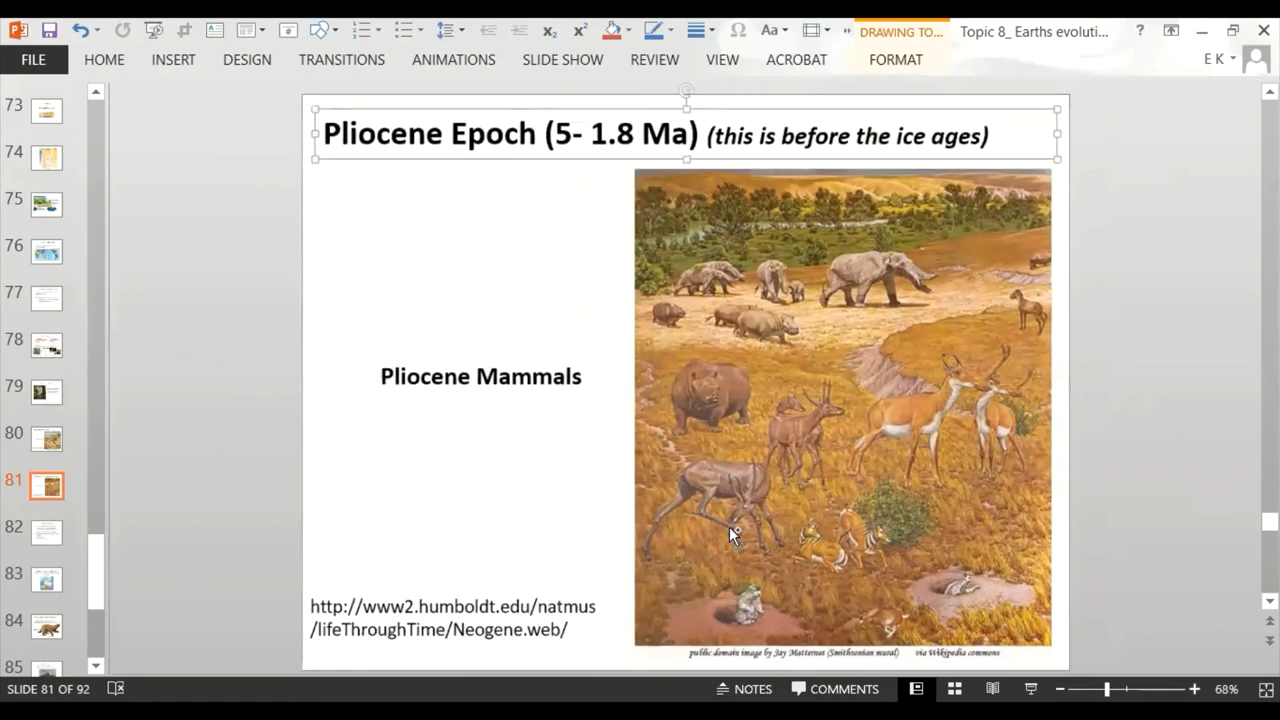 DRAWING TO...
Topic 8_ Earths evoluti...
FILE
HOME
INSERT
DESIGN
TRANSITIONS
ANIMATIONS
SLIDE SHOW
REVIEW
VIEW
ACROBAT
FORMAT
E K
73
74
75
76
77
78
79
80
81
82
83
84
85
Pliocene Epoch (5- 1.8 Ma) (this is before the ice ages)
Pliocene Mammals
http://www2.humboldt.edu/natmus
/lifeThroughTime/Neogene.web/
public domain image by Jay Matternes (Smithsonian mural) via Wikipedia commons
SLIDE 81 OF 92
NOTES
COMMENTS
68%